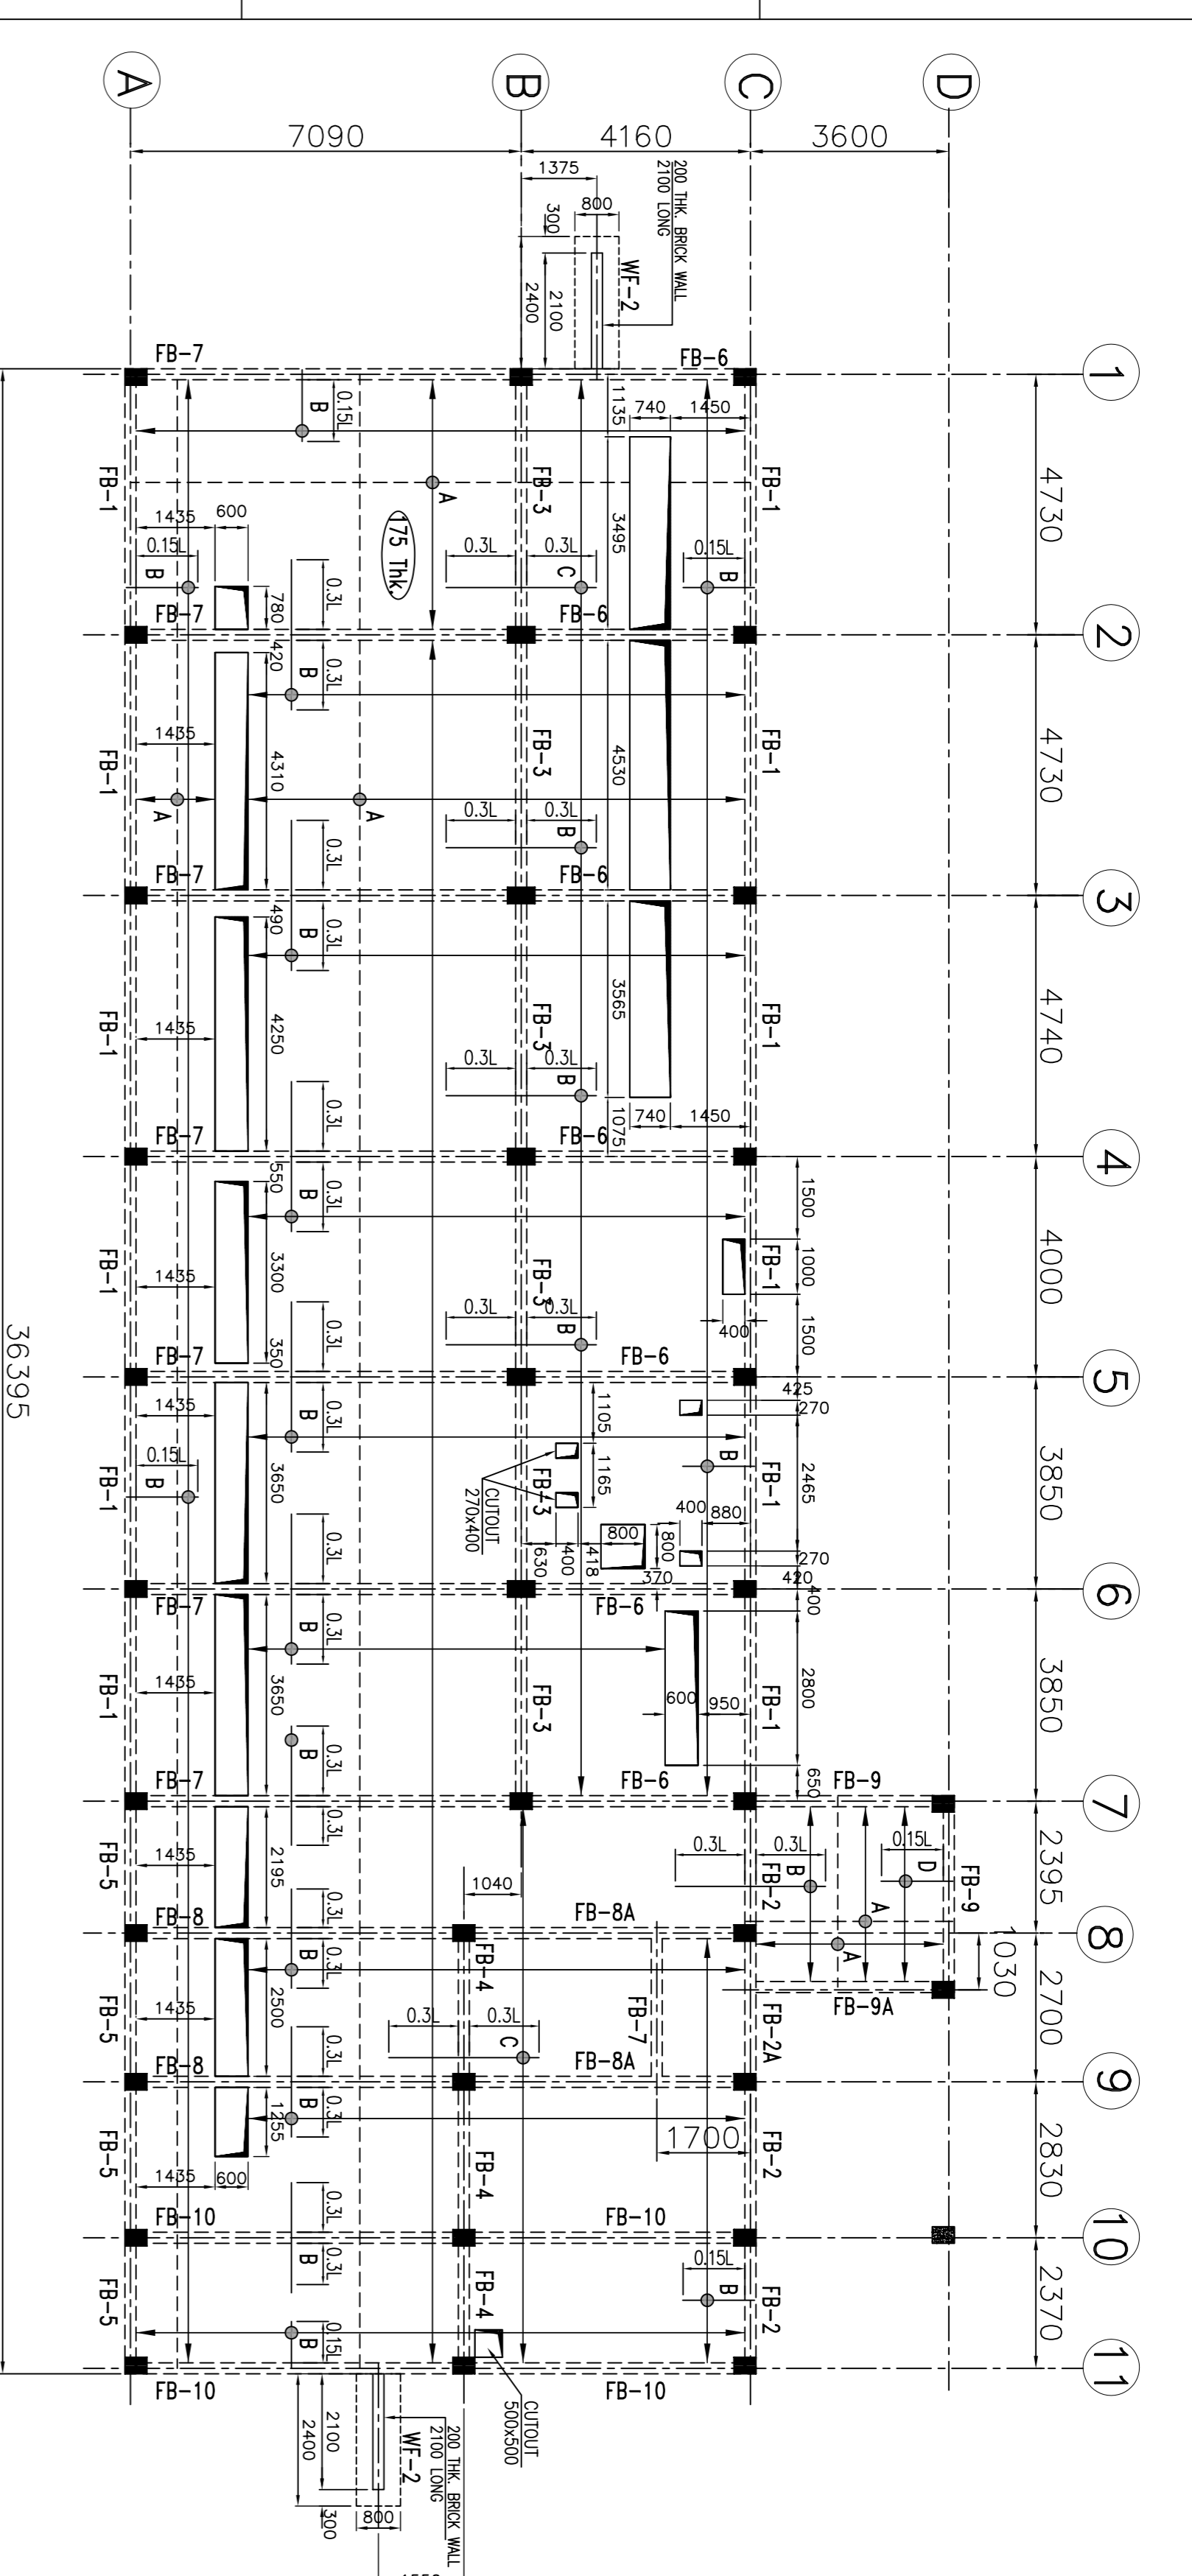 A
B
C
D
7090
4160
3600
1375
800
300
200 THK. BRICK WALL
2100 LONG
WF-2
2100
2400
1
FB-7
FB-6
1135
740
1450
0.15L
B
FB-1
FB-3
FB-1
4730
A
175 Thk.
3495
1435
600
0.15L
B
0.3L
0.3L
0.3L
C
0.15L
B
780
FB-7
0.3L
FB-6
2
420
B
0.3L
1435
4310
FB-1
FB-3
FB-1
4730
4530
A
A
0.3L
0.3L
B
0.3L
FB-7
FB-6
3
490
B
0.3L
1435
4250
FB-1
FB-3
FB-1
4740
3565
0.3L
0.3L
B
0.3L
1075
740
1450
FB-7
FB-6
4
550
B
0.3L
1500
1435
3300
FB-1
FB-3
FB-1
1000
4000
0.3L
0.3L
B
400
1500
350
0.3L
FB-7
FB-6
5
36395
1435
B
0.3L
1105
425
270
0.15L
B
3650
FB-1
FB-3
FB-1
B
1165
2465
3850
CUTOUT
270x400
400
880
800
800
630
400
418
370
270
420
400
0.3L
FB-7
FB-6
6
B
0.3L
1435
3650
FB-1
FB-3
FB-1
600
950
2800
3850
B
0.3L
650
FB-7
FB-6
FB-9
7
0.3L
1435
2195
0.3L
0.3L
B
0.15L
D
FB-5
FB-2
FB-9
2395
1040
A
0.3L
FB-8
FB-8A
8
A
1030
B
0.3L
FB-4
1435
2500
FB-5
FB-7
FB-2A
FB-9A
2700
0.3L
0.3L
C
0.3L
FB-8
FB-8A
9
1255
B
0.3L
1700
FB-5
FB-4
FB-2
2830
1435
600
0.3L
FB-10
FB-10
10
B
0.3L
0.15L
B
FB-5
FB-4
FB-2
2370
B
0.15L
FB-10
FB-10
11
CUTOUT
500x500
2100
2400
WF-2
200 THK. BRICK WALL
2100 LONG
300
800